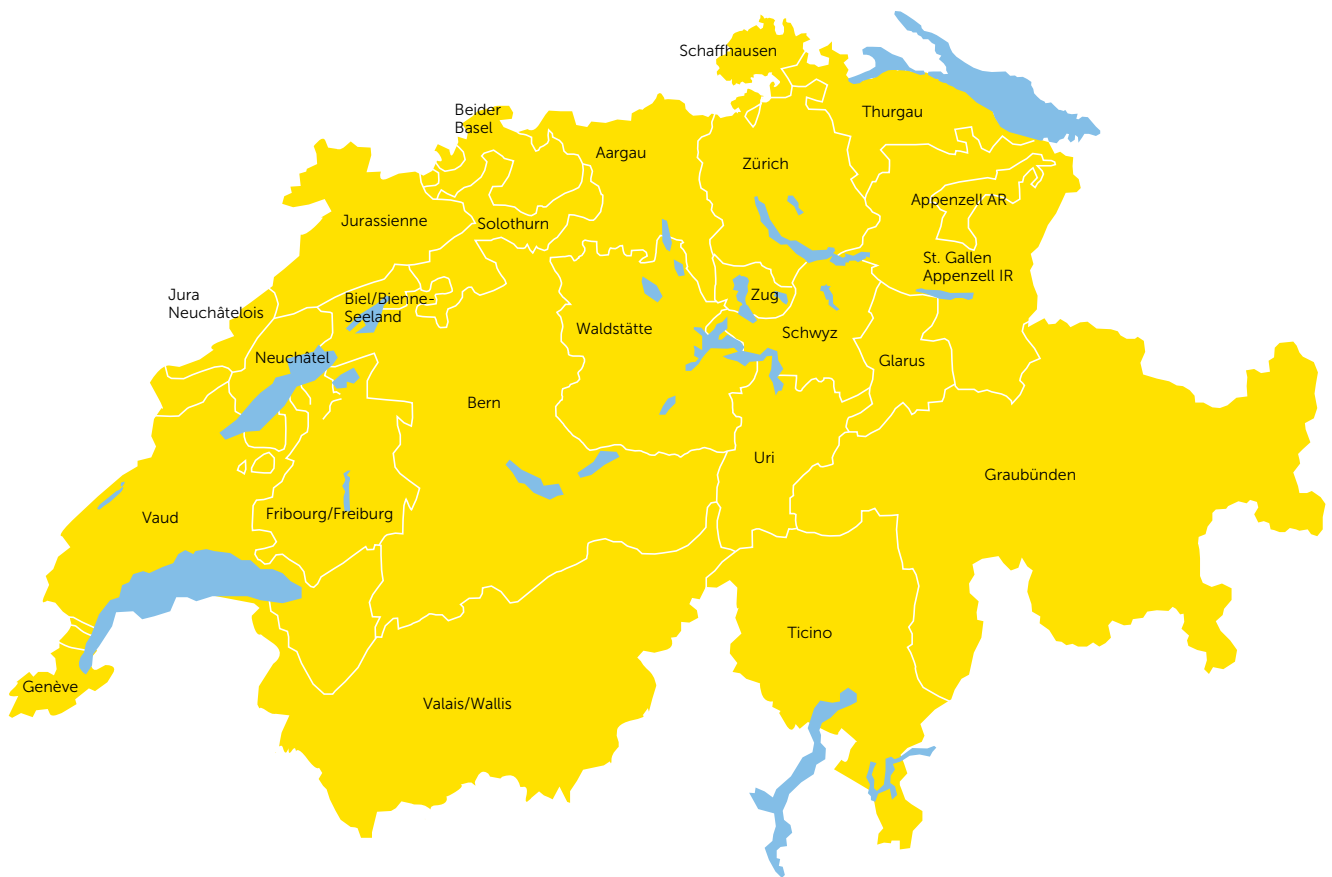 Schaffhausen
Beider
Basel
Thurgau
Aargau
Zürich
Appenzell AR
Jurassienne
Solothurn
St. Gallen
Appenzell IR
Jura
Neuchâtelois
Biel/Bienne-
Seeland
Zug
Waldstätte
Schwyz
Neuchâtel
Glarus
Bern
Uri
Graubünden
Vaud
Fribourg/Freiburg
Ticino
Genève
Valais/Wallis